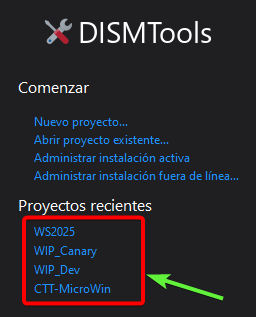 DISMTools
Comenzar
Nuevo proyecto...
Abrir proyecto existente...
Administrar instalación activa
Administrar instalación fuera de línea...
Proyectos recientes
WS2025
WIP_Canary
WIP_Dev
CTT-MicroWin